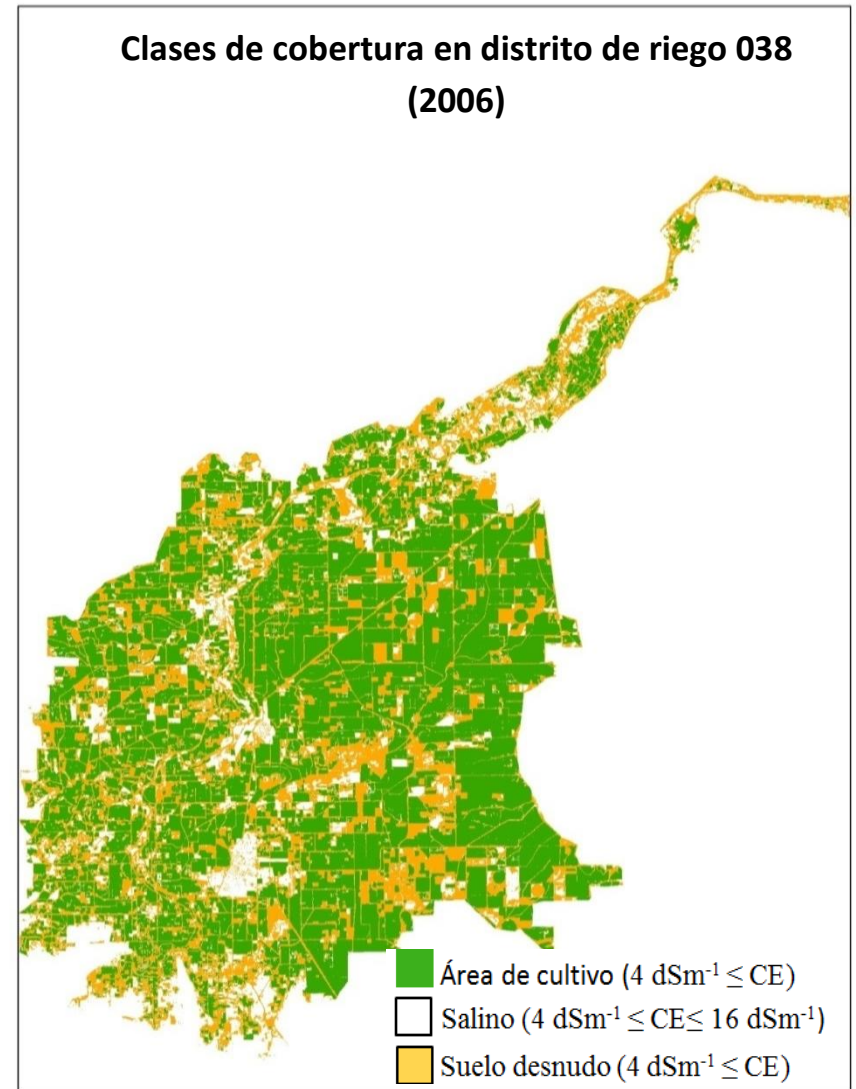 Clases de cobertura en distrito de riego 038
(2006)
Área de cultivo (4 dSm⁻¹ ≤ CE)
Salino (4 dSm⁻¹ ≤ CE≤ 16 dSm⁻¹)
Suelo desnudo (4 dSm⁻¹ ≤ CE)